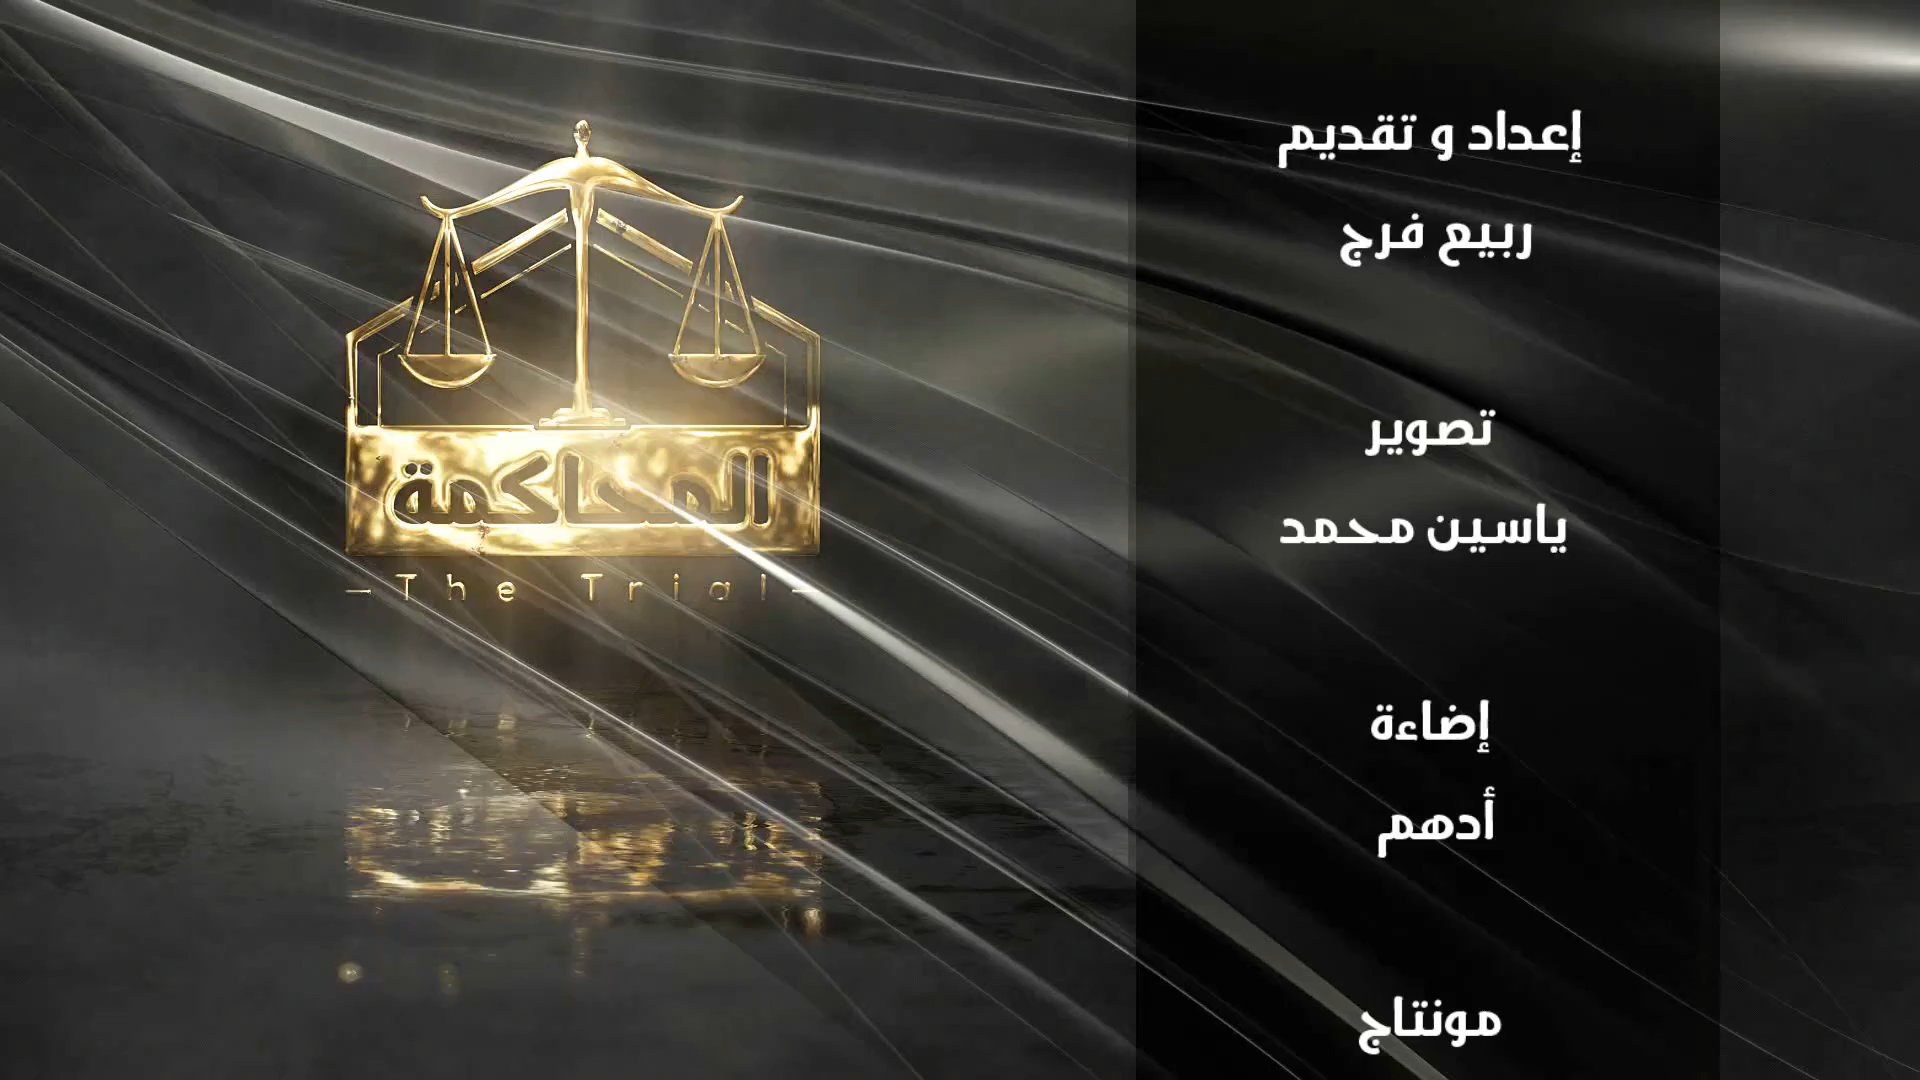 المحاكمة
The Trial
إعداد و تقديم
ربيع فرج
تصوير
ياسين محمد
إضاءة
أدهم
مونتاج